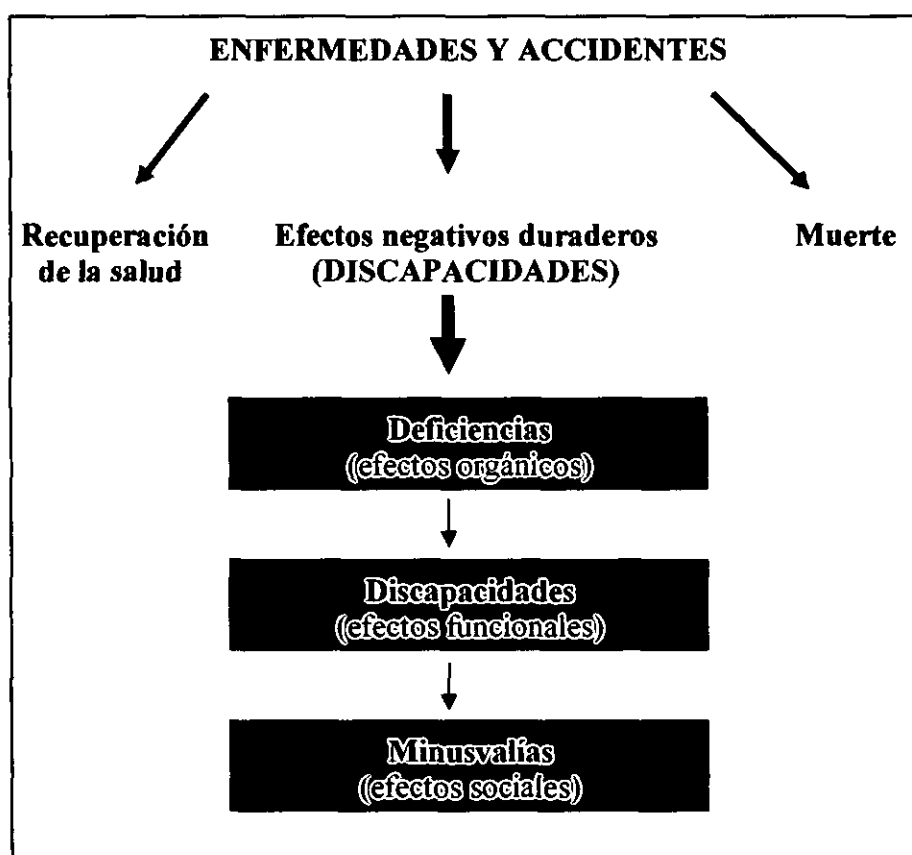 ENFERMEDADES Y ACCIDENTES
Recuperación
de la salud
Efectos negativos duraderos
(DISCAPACIDADES)
Muerte
Deficiencias
(efectos orgánicos)
Discapacidades
(efectos funcionales)
Minusvalías
(efectos sociales)